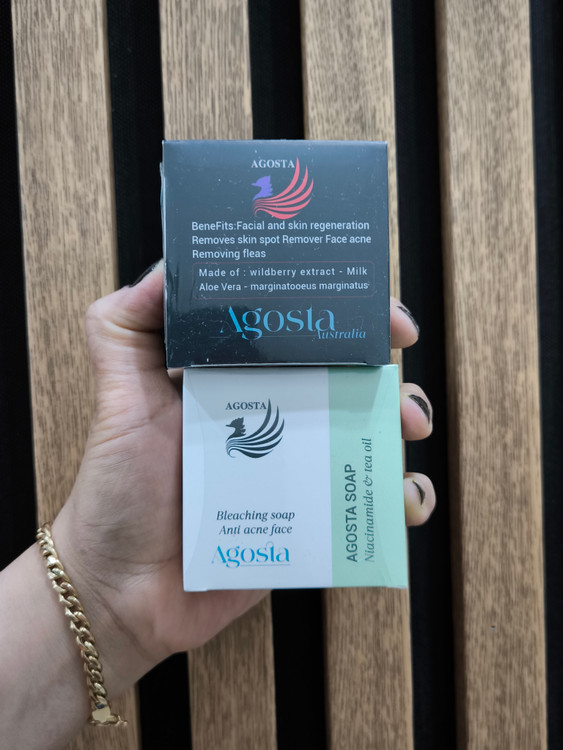 AGOSTA
BeneFits:Facial and skin regeneration
Removes skin spot Remover Face acne
Removing fleas
Made of : wildberry extract - Milk
Aloe Vera - marginatooeus marginatus
Agosta
Australia
AGOSTA
Bleaching soap
Anti acne face
Agosta
AGOSTA SOAP
Niacinamide & tea oil